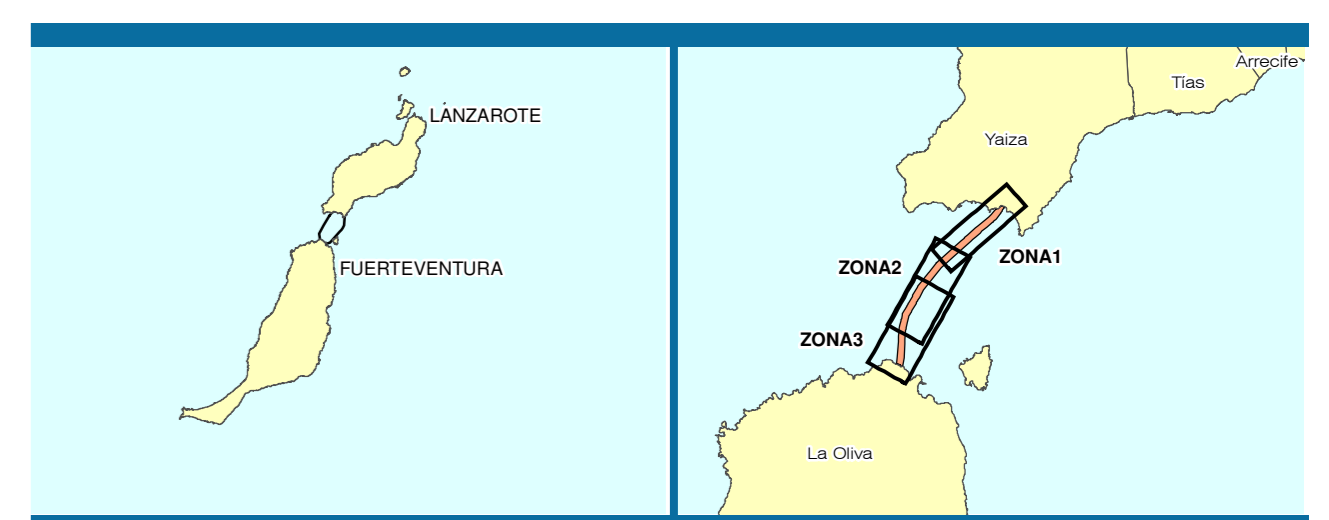 LANZAROTE
FUERTEVENTURA
Arrecife
Tías
Yaiza
ZONA1
ZONA2
ZONA3
La Oliva